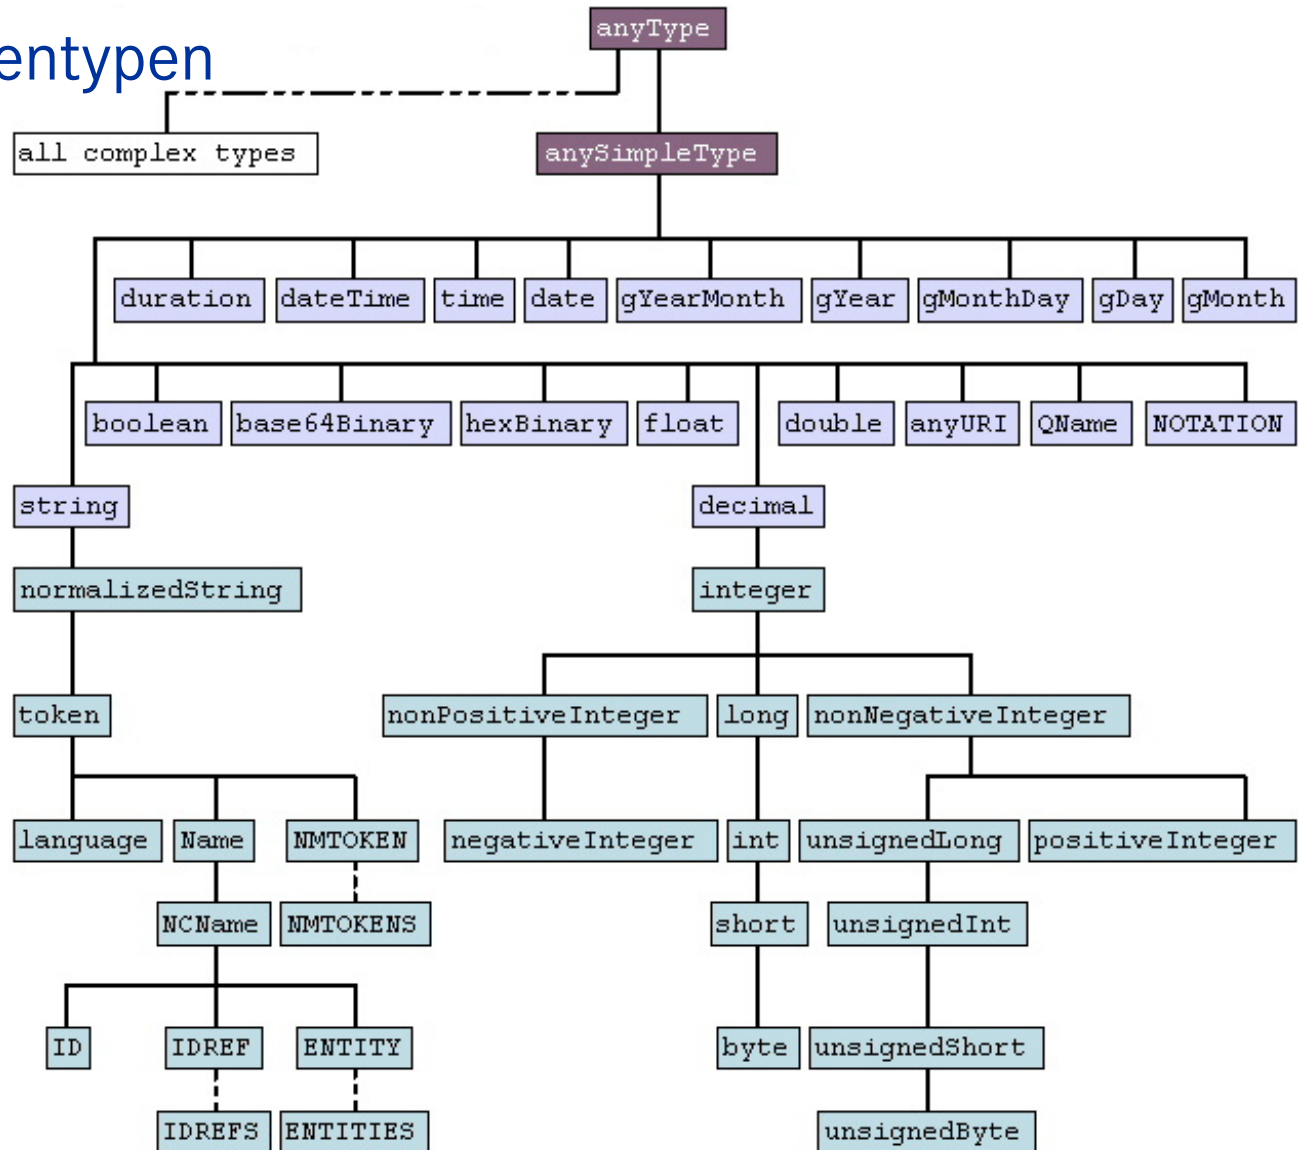 anyType
entypen
all complex types
anySimpleType
duration dateTime time date gYearMonth gYear gMonthDay gDay gMonth
boolean base64Binary hexBinary float double anyURI QName NOTATION
string decimal
normalizedString integer
token nonPositiveInteger long nonNegativeInteger
language Name NMTOKEN negativeInteger int unsignedLong positiveInteger
NCName NMTOKENS short unsignedInt
ID IDREF ENTITY byte unsignedShort
IDREFS ENTITIES unsignedByte